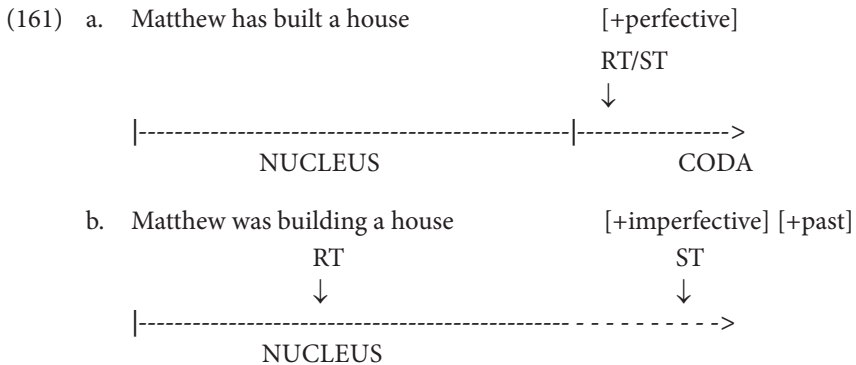 (161) a. Matthew has built a house [+perfective]
RT/ST
↓
|------------------------------------------------|----------------->
NUCLEUS CODA
b. Matthew was building a house [+imperfective] [+past]
RT ST
↓ ↓
|------------------------------------------------ - - - - - - - - ->
NUCLEUS